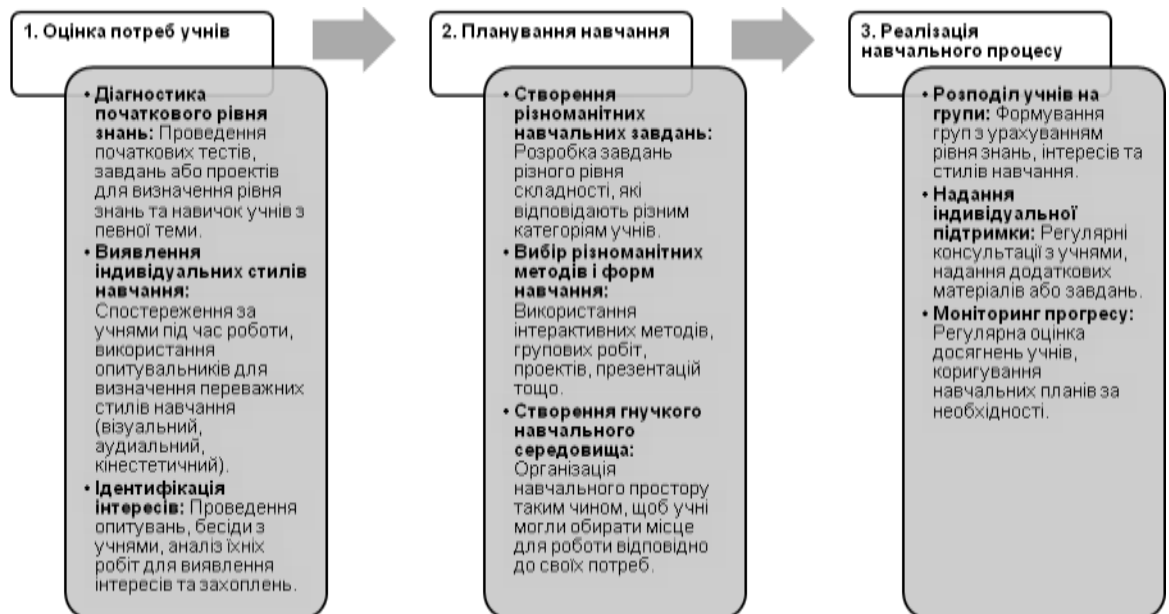 1. Оцінка потреб учнів
• Діагностика
початкового рівня
знань: Проведення
початкових тестів,
завдань або проектів
для визначення рівня
знань та навичок учнів з
певної теми.
• Виявлення
індивідуальних стилів
навчання:
Спостереження за
учнями під час роботи,
використання
опитувальників для
визначення переважних
стилів навчання
(візуальний,
аудиальний,
кінестетичний).
• Ідентифікація
інтересів: Проведення
опитувань, бесіди з
учнями, аналіз їхніх
робіт для виявлення
інтересів та захоплень.
2. Планування навчання
• Створення
різноманітних
навчальних завдань:
Розробка завдань
різного рівня
складності, які
відповідають різним
категоріям учнів.
• Вибір різноманітних
методів і форм
навчання:
Використання
інтерактивних методів,
групових робіт,
проектів, презентацій
тощо.
• Створення гнучкого
навчального
середовища:
Організація
навчального простору
таким чином, щоб учні
могли обирати місце
для роботи відповідно
до своїх потреб.
3. Реалізація
навчального процесу
• Розподіл учнів на
групи: Формування
груп з урахуванням
рівня знань, інтересів та
стилів навчання.
• Надання
індивідуальної
підтримки: Регулярні
консультації з учнями,
надання додаткових
матеріалів або завдань.
• Моніторинг прогресу:
Регулярна оцінка
досягнень учнів,
коригування
навчальних планів за
необхідності.